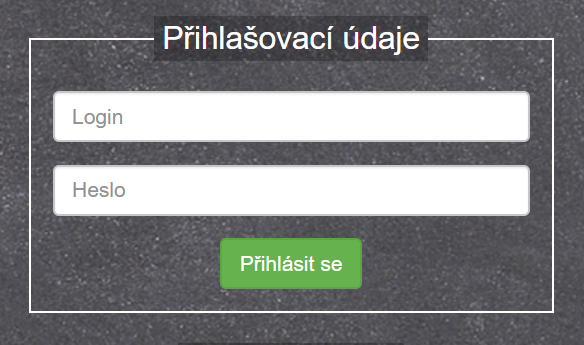 Přihlašovací údaje
Login
Heslo
Přihlásit se